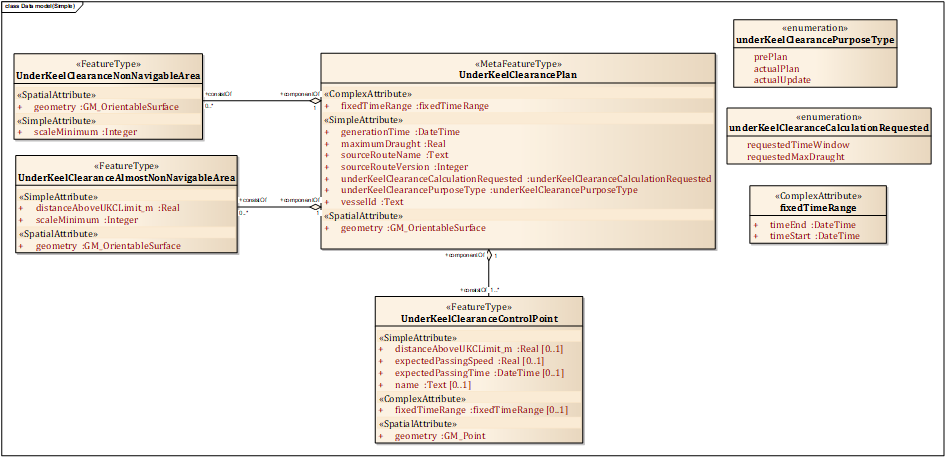 class Data model(Simple)
«FeatureType»
UnderKeelClearanceNonNavigableArea
«SpatialAttribute»
+ geometry :GM_OrientableSurface
«SimpleAttribute»
+ scaleMinimum :Integer
+consistOf
0..*
+componentOf
1
«FeatureType»
UnderKeelClearanceAlmostNonNavigableArea
«SimpleAttribute»
+ distanceAboveUKCLimit_m :Real
+ scaleMinimum :Integer
«SpatialAttribute»
+ geometry :GM_OrientableSurface
+consistOf
0..*
+componentOf
1
«MetaFeatureType»
UnderKeelClearancePlan
«ComplexAttribute»
+ fixedTimeRange :fixedTimeRange
«SimpleAttribute»
+ generationTime :DateTime
+ maximumDraught :Real
+ sourceRouteName :Text
+ sourceRouteVersion :Integer
+ underKeelClearanceCalculationRequested :underKeelClearanceCalculationRequested
+ underKeelClearancePurposeType :underKeelClearancePurposeType
+ vesselId :Text
«SpatialAttribute»
+ geometry :GM_OrientableSurface
+componentOf
1
+consistOf
1..*
«FeatureType»
UnderKeelClearanceControlPoint
«SimpleAttribute»
+ distanceAboveUKCLimit_m :Real [0..1]
+ expectedPassingSpeed :Real [0..1]
+ expectedPassingTime :DateTime [0..1]
+ name :Text [0..1]
«ComplexAttribute»
+ fixedTimeRange :fixedTimeRange [0..1]
«SpatialAttribute»
+ geometry :GM_Point
«enumeration»
underKeelClearancePurposeType
prePlan
actualPlan
actualUpdate
«enumeration»
underKeelClearanceCalculationRequested
requestedTimeWindow
requestedMaxDraught
«ComplexAttribute»
fixedTimeRange
+ timeEnd :DateTime
+ timeStart :DateTime